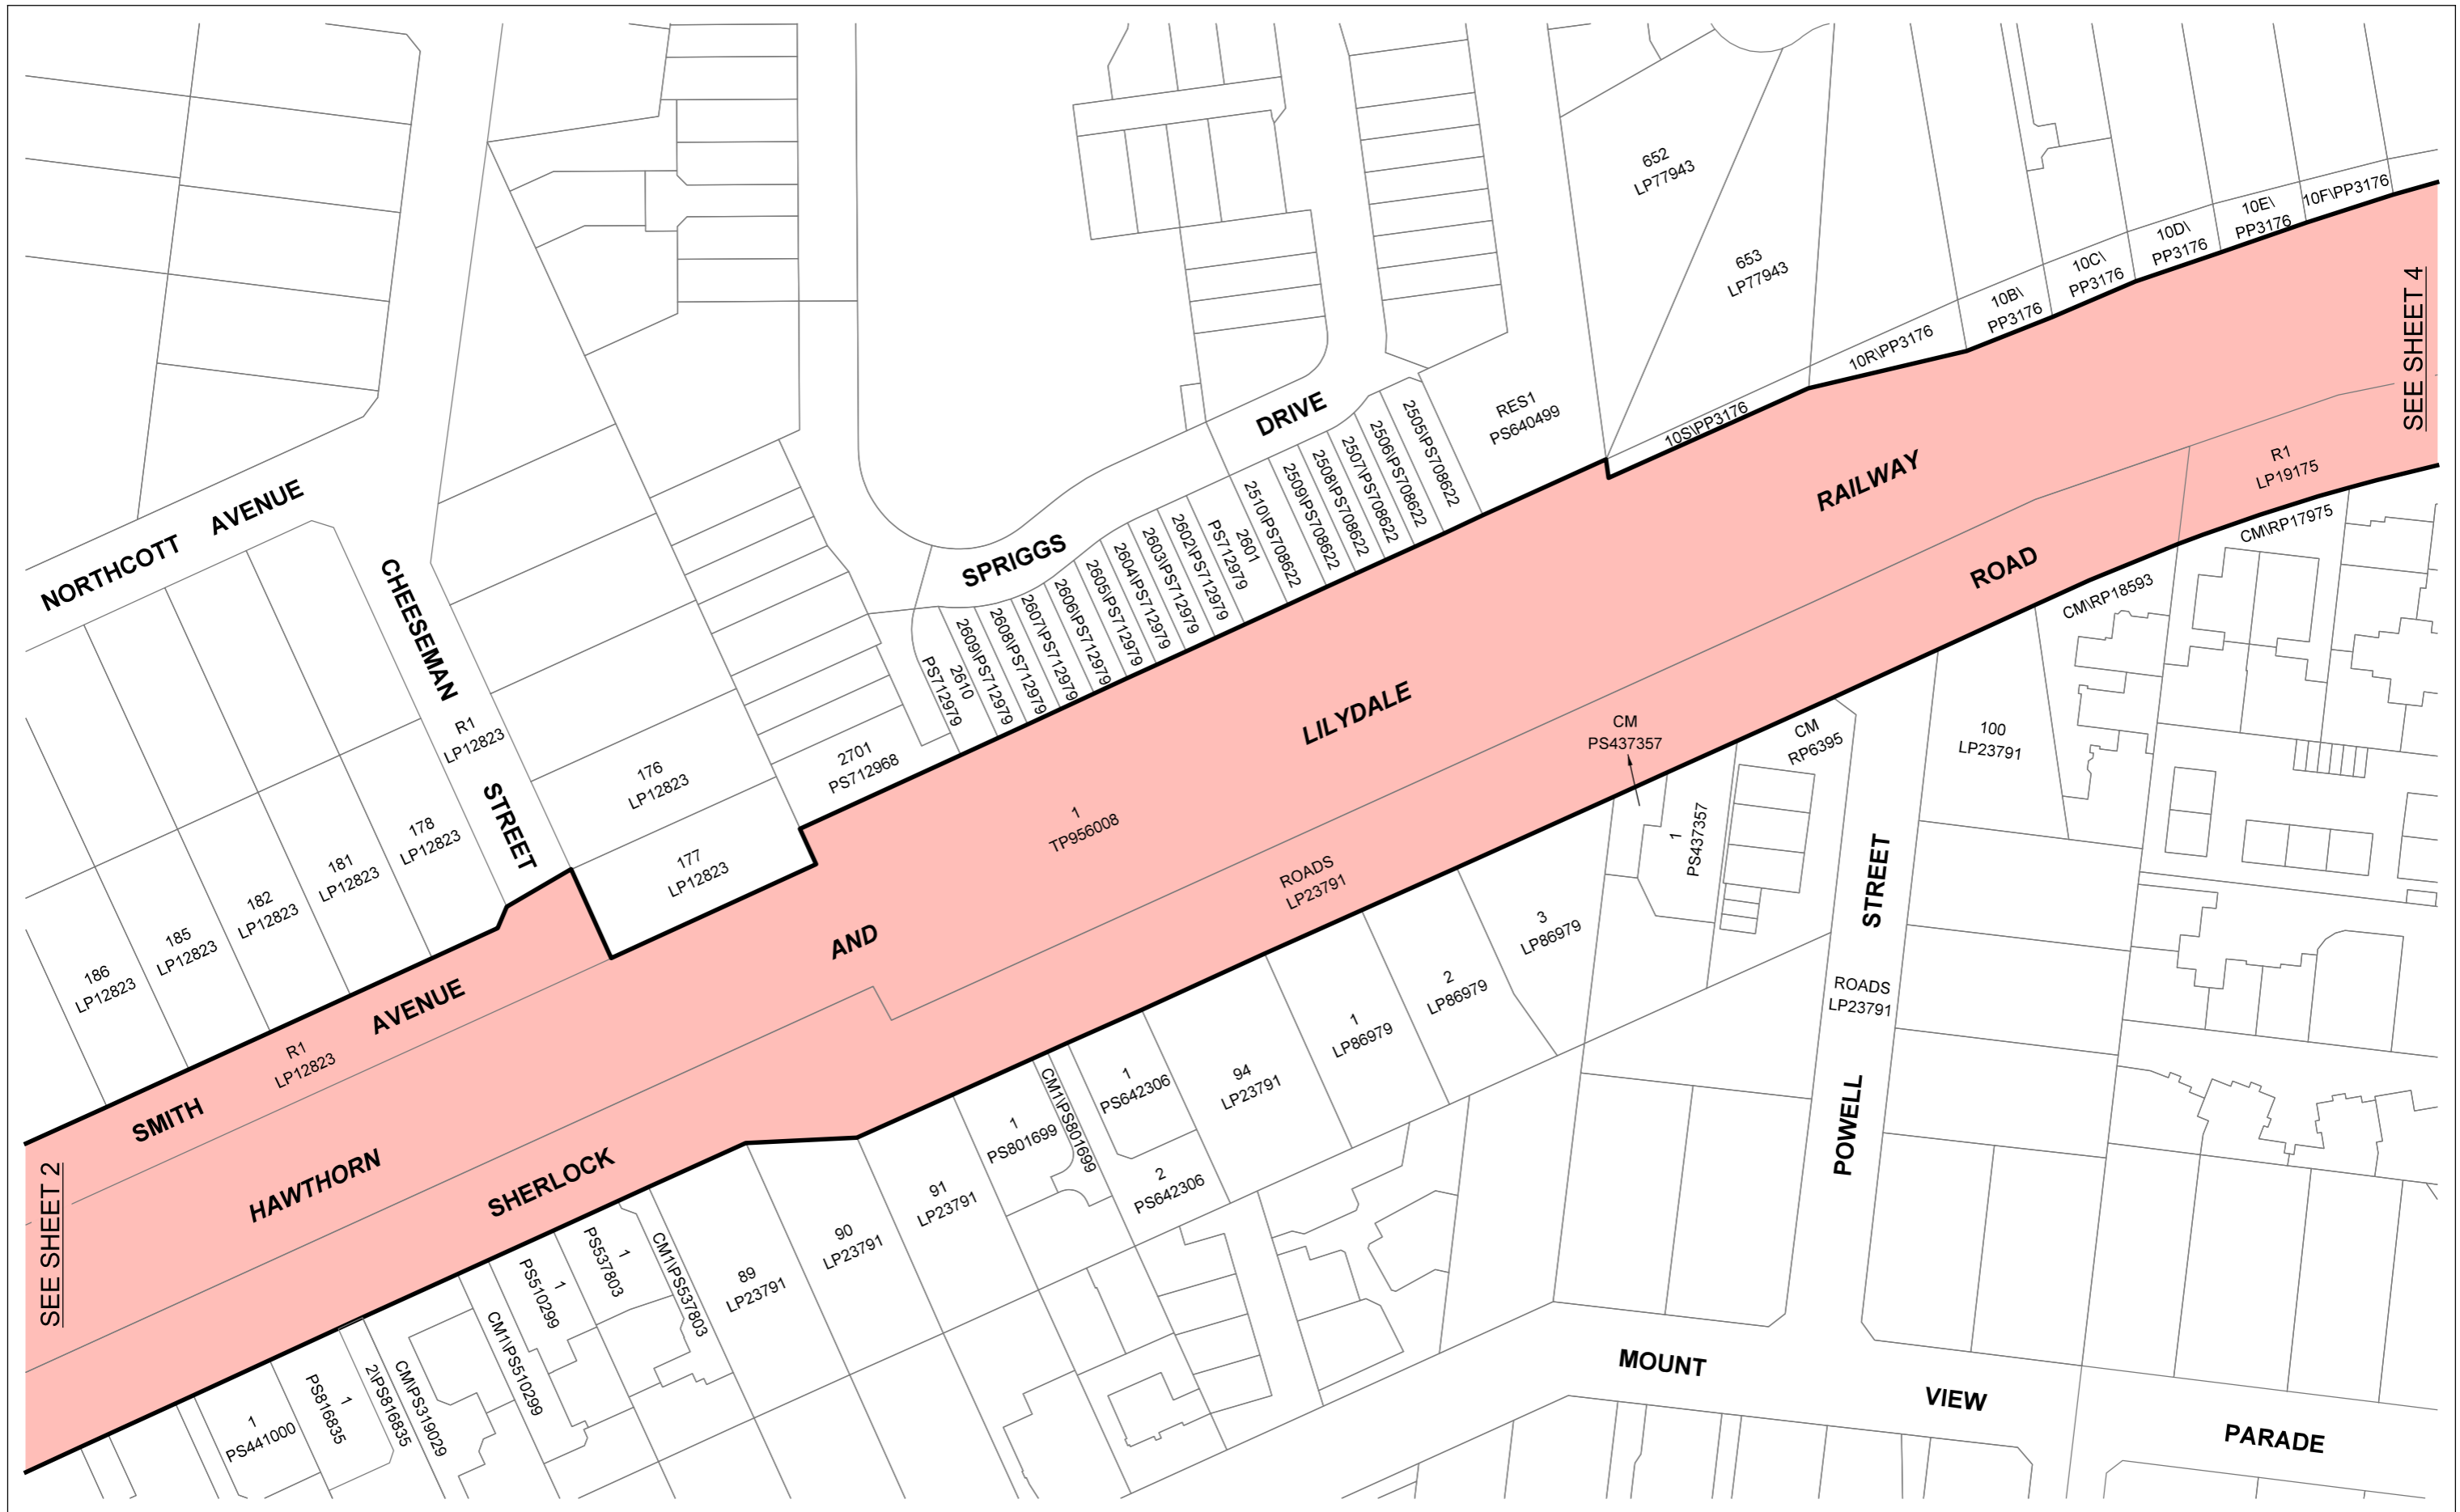 652
LP77943
653
LP77943
10F\PP3176
10E\
PP3176
10D\
PP3176
10C\
PP3176
10B\
PP3176
10R\PP3176
10S\PP3176
SEE SHEET 4
RES1
PS640499
DRIVE
SPRIGGS
2505\PS708622
2506\PS708622
2507\PS708622
2508\PS708622
2509\PS708622
2510\PS708622
2601
PS712979
2602\PS712979
2603\PS712979
2604\PS712979
2605\PS712979
2606\PS712979
2607\PS712979
2608\PS712979
2609\PS712979
2610
PS712979
2701
PS712968
NORTHCOTT AVENUE
CHEESEMAN
R1
LP12823
STREET
176
LP12823
177
LP12823
178
LP12823
181
LP12823
182
LP12823
185
LP12823
186
LP12823
SMITH AVENUE
R1
LP12823
HAWTHORN AND LILYDALE RAILWAY
1
TP956008
SHERLOCK ROAD
ROADS
LP23791
R1
LP19175
CM\RP17975
CM\RP18593
100
LP23791
CM
RP6395
CM
PS437357
1
PS437357
3
LP86979
2
LP86979
1
LP86979
94
LP23791
1
PS642306
2
PS642306
CM1\PS801699
1
PS801699
91
LP23791
90
LP23791
89
LP23791
CM1\PS537803
1
PS537803
1
PS510299
CM1\PS510299
CM\PS319029
2\PS816835
1
PS816835
1
PS441000
SEE SHEET 2
POWELL STREET
ROADS
LP23791
MOUNT VIEW PARADE